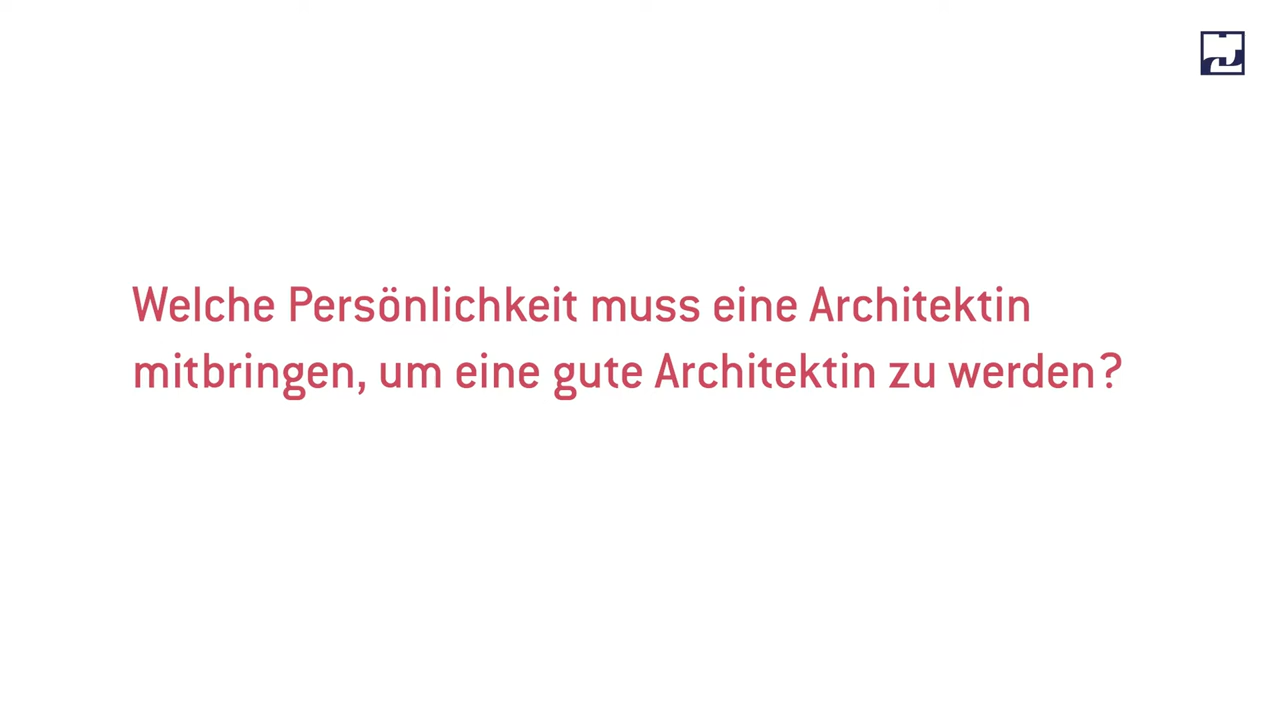 Welche Persönlichkeit muss eine Architektin
mitbringen, um eine gute Architektin zu werden?